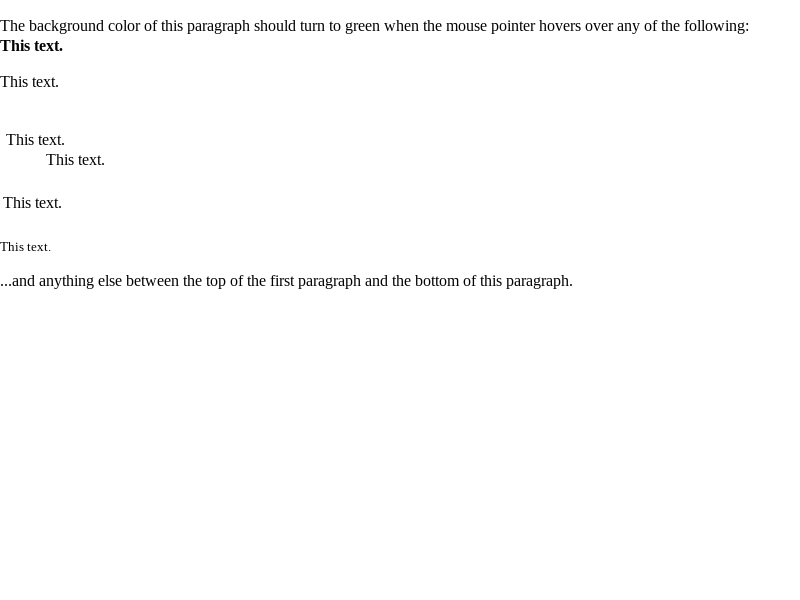 The background color of this paragraph should turn to green when the mouse pointer hovers over any of the following:
This text.
This text.
This text.
This text.
This text.
This text.
...and anything else between the top of the first paragraph and the bottom of this paragraph.